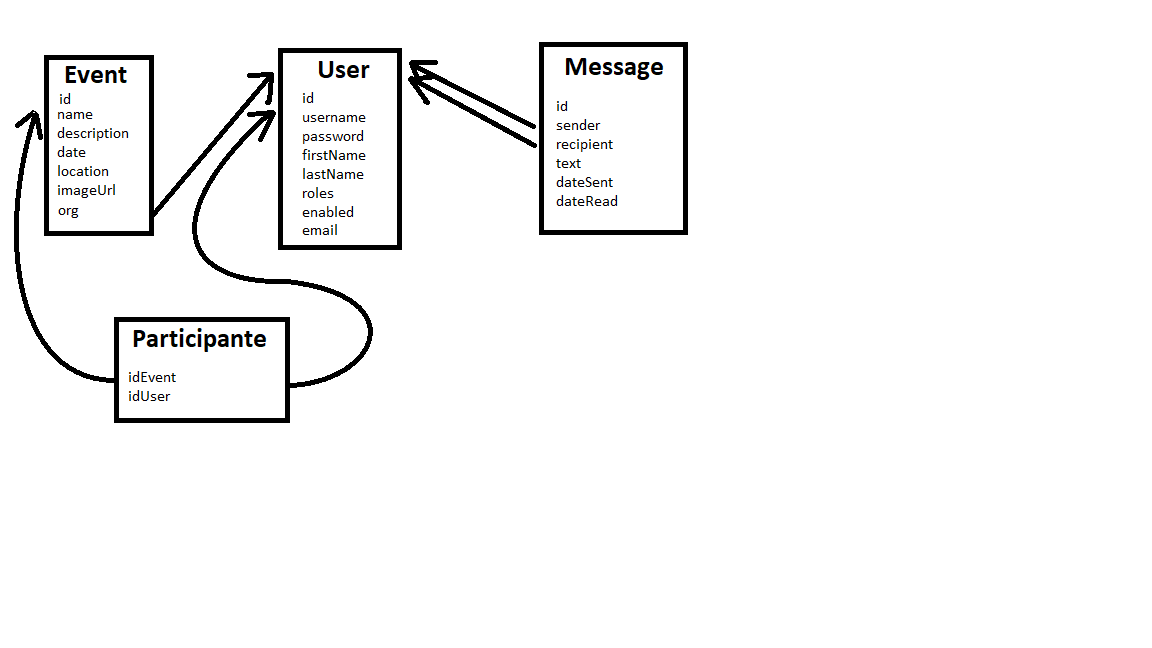 Event
id
name
description
date
location
imageUrl
org
User
id
username
password
firstName
lastName
roles
enabled
email
Message
id
sender
recipient
text
dateSent
dateRead
Participante
idEvent
idUser